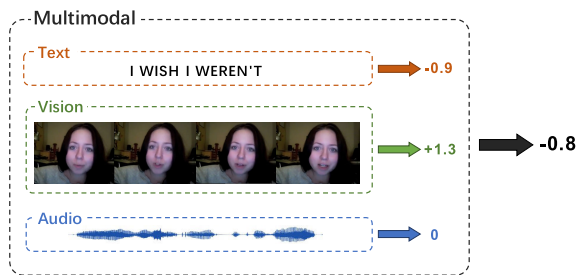 Multimodal
Text
I WISH I WEREN'T
-0.9
Vision
+1.3
-0.8
Audio
0